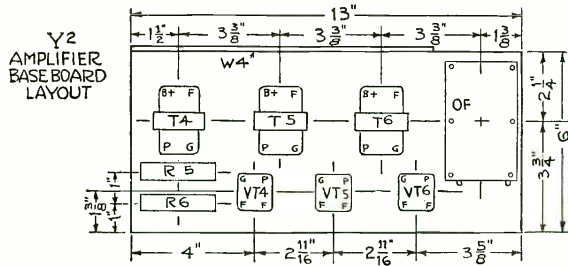 13"
1 1/2" 3 3/8" 3 3/8" 3 3/8" 1 3/8"
Y2
AMPLIFIER
BASEBOARD
LAYOUT
W4"
B+ F B+ F B+ F
T4 T5 T6
P G P G P G
OF
2 1/4"
3 3/4"
6"
R5
R6
1"
1 3/8"
1"
G P G P G P
VT4 VT5 VT6
F F F F F F
4" 2 11/16" 2 11/16" 3 5/8"